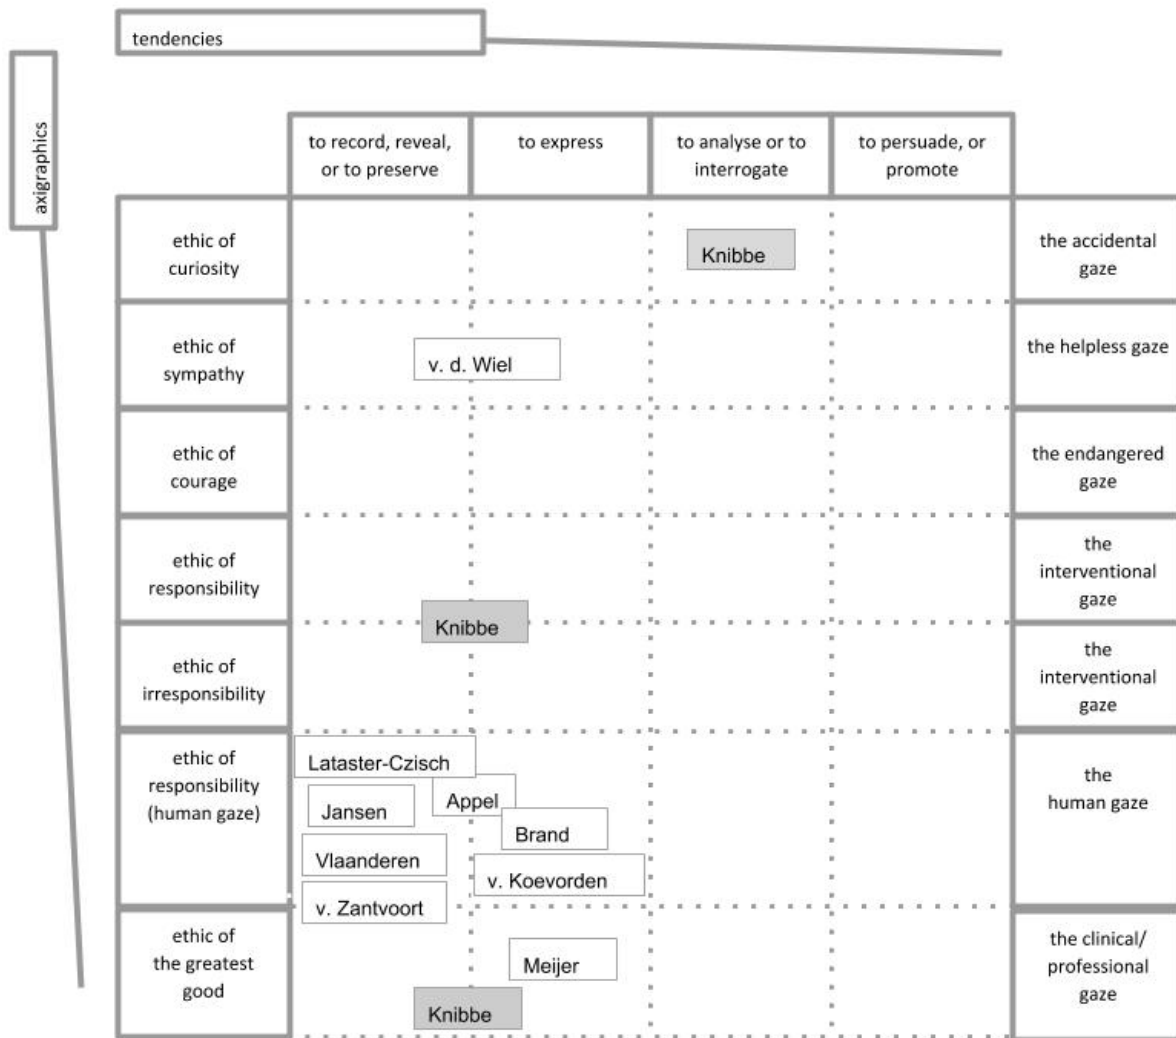 tendencies
axigraphics
to record, reveal,
or to preserve
to express
to analyse or to
interrogate
to persuade, or
promote
ethic of
curiosity
Knibbe
the accidental
gaze
ethic of
sympathy
v. d. Wiel
the helpless gaze
ethic of
courage
the endangered
gaze
ethic of
responsibility
the
interventional
gaze
Knibbe
ethic of
irresponsibility
the
interventional
gaze
ethic of
responsibility
(human gaze)
Lataster-Czisch
Appel
Jansen
Brand
Vlaanderen
v. Koevorden
v. Zantvoort
the
human gaze
ethic of
the greatest
good
Meijer
Knibbe
the clinical/
professional
gaze